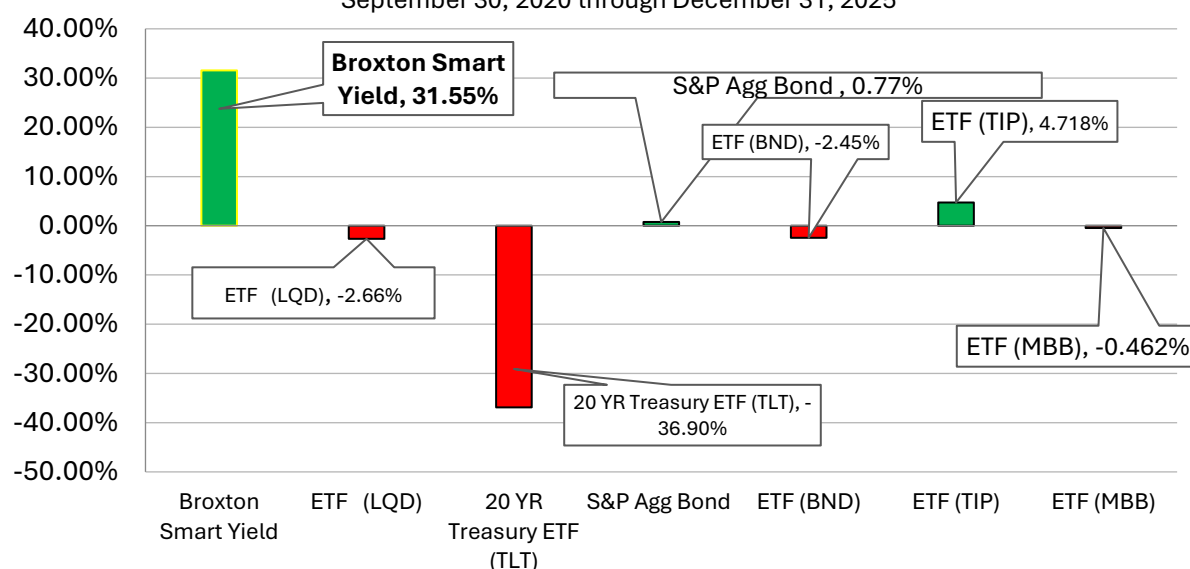 September 30, 2020 through December 31, 2025
40.00%
30.00%
20.00%
10.00%
0.00%
-10.00%
-20.00%
-30.00%
-40.00%
-50.00%
Broxton Smart
Yield, 31.55%
S&P Agg Bond , 0.77%
ETF (TIP), 4.718%
ETF (BND), -2.45%
ETF (LQD), -2.66%
ETF (MBB), -0.462%
20 YR Treasury ETF (TLT), -
36.90%
Broxton
Smart Yield
ETF (LQD)
20 YR
Treasury ETF
(TLT)
S&P Agg Bond
ETF (BND)
ETF (TIP)
ETF (MBB)